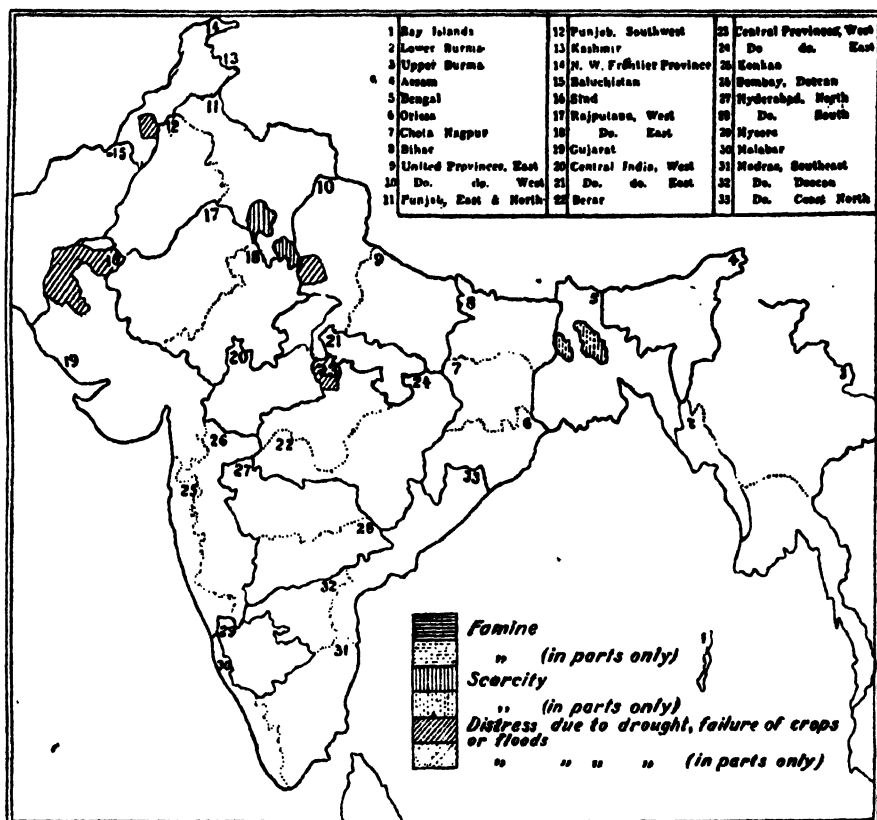 1 Bay Islands
2 Lower Burma
3 Upper Burma
4 Assam
5 Bengal
6 Orissa
7 Chota Nagpur
8 Bihar
9 United Provinces, East
10 Do. do. West
11 Punjab, East & North
12 Punjab, Southwest
13 Kashmir
14 N. W. Frontier Province
15 Baluchistan
16 Sind
17 Rajputana, West
18 Do. East
19 Gujarat
20 Central India, West
21 Do. do. East
22 Berar
23 Central Provinces, West
24 Do do. East
25 Konkan
26 Bombay, Deccan
27 Hyderabad, North
28 Do. South
29 Mysore
30 Malabar
31 Madras, Southeast
32 Do. Deccan
33 Do. Coast North
13
11
12
15
10
17
16
18
9
4
8
5
21
19
20
7
24
3
2
6
26
22
27
33
25
28
32
29
31
30
1
Famine
„ (in parts only)
Scarcity
„ (in parts only)
Distress due to drought, failure of crops
or floods
„ „ „ „ (in parts only)